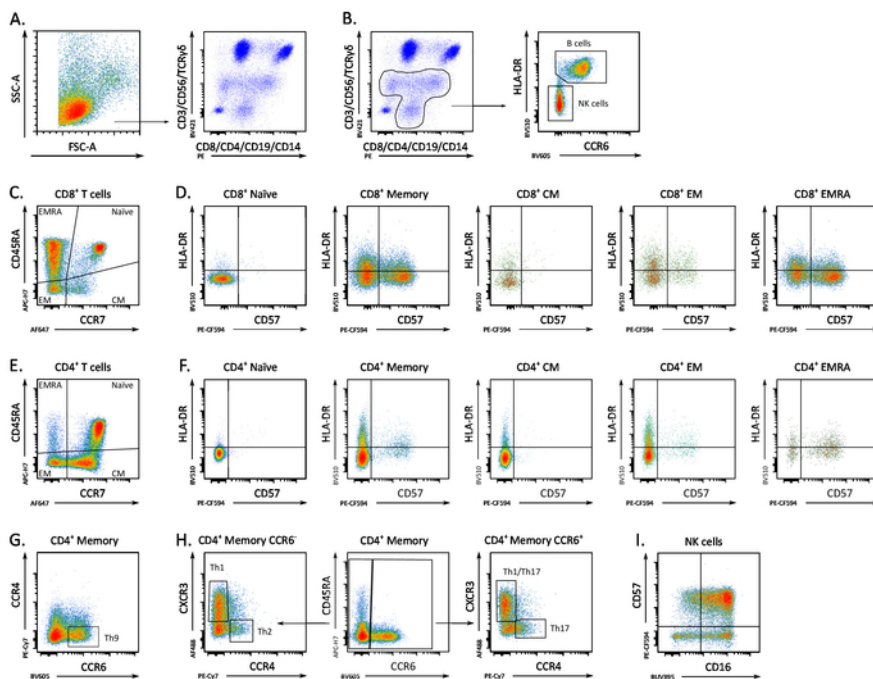 A.
SSC-A
FSC-A
CD3/CD56/TCRγδ
BV421
CD8/CD4/CD19/CD14
PE
B.
CD3/CD56/TCRγδ
BV421
CD8/CD4/CD19/CD14
PE
HLA-DR
BV510
B cells
NK cells
CCR6
BV605
C.
CD8⁺ T cells
EMRA
Naïve
EM
CM
CD45RA
APC-H7
CCR7
AF647
D.
CD8⁺ Naïve
HLA-DR
BV510
CD57
PE-CF594
CD8⁺ Memory
HLA-DR
BV510
CD57
PE-CF594
CD8⁺ CM
HLA-DR
BV510
CD57
PE-CF594
CD8⁺ EM
HLA-DR
BV510
CD57
PE-CF594
CD8⁺ EMRA
HLA-DR
BV510
CD57
PE-CF594
E.
CD4⁺ T cells
EMRA
Naïve
EM
CM
CD45RA
APC-H7
CCR7
AF647
F.
CD4⁺ Naïve
HLA-DR
BV510
CD57
PE-CF594
CD4⁺ Memory
HLA-DR
BV510
CD57
PE-CF594
CD4⁺ CM
HLA-DR
BV510
CD57
PE-CF594
CD4⁺ EM
HLA-DR
BV510
CD57
PE-CF594
CD4⁺ EMRA
HLA-DR
BV510
CD57
PE-CF594
G.
CD4⁺ Memory
CCR4
PE-Cy7
Th9
CCR6
BV605
H.
CD4⁺ Memory CCR6⁻
Th1
Th2
CXCR3
AF488
CCR4
PE-Cy7
CD4⁺ Memory
CD45RA
APC-H7
CCR6
BV605
CD4⁺ Memory CCR6⁺
Th1/Th17
Th17
CXCR3
AF488
CCR4
PE-Cy7
I.
NK cells
CD57
PE-CF594
CD16
BUV395